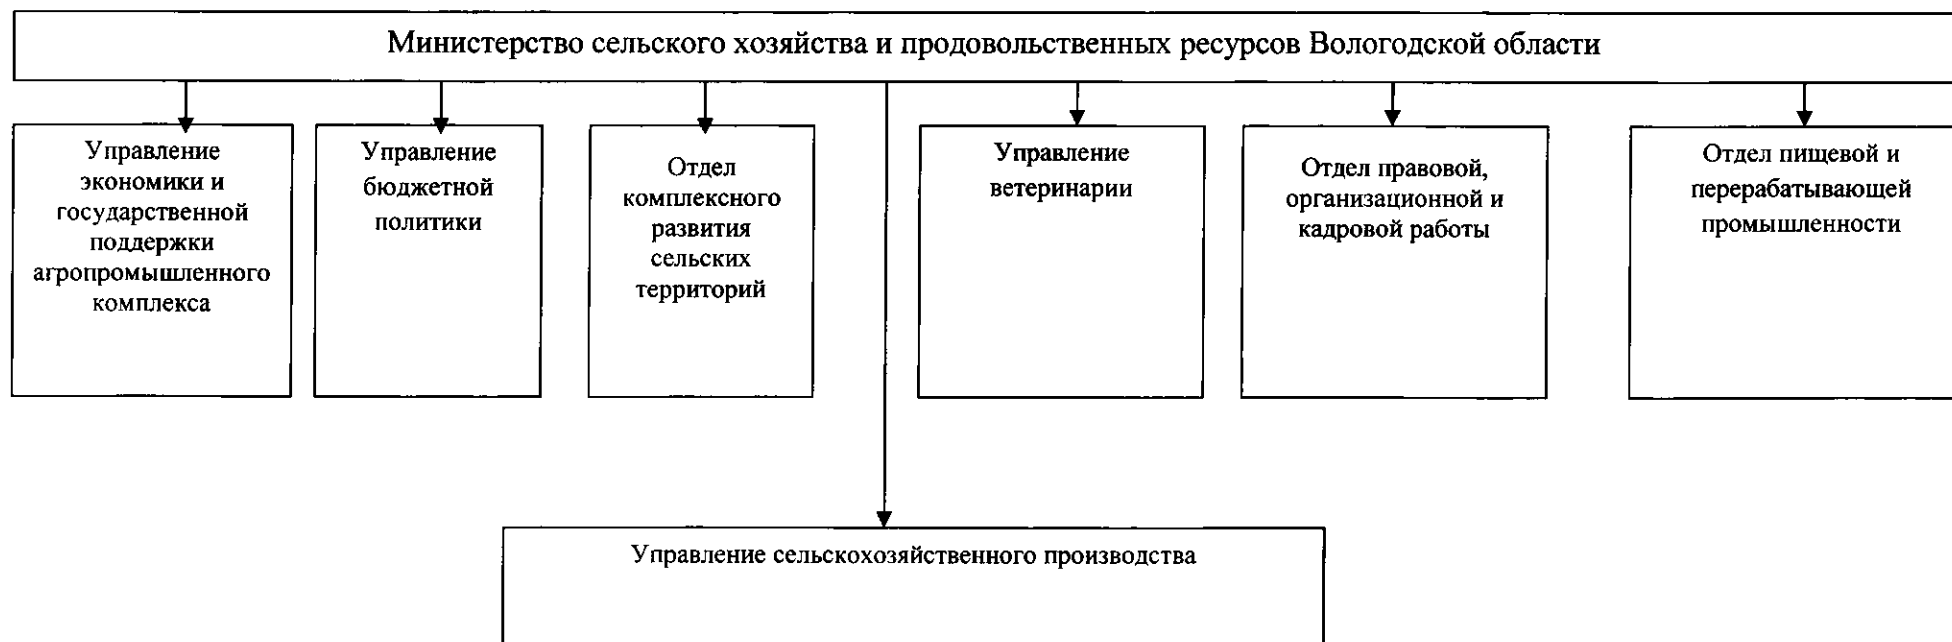 Министерство сельского хозяйства и продовольственных ресурсов Вологодской области
Управление
экономики и
государственной
поддержки
агропромышленного
комплекса
Управление
бюджетной
политики
Отдел
комплексного
развития
сельских
территорий
Управление
ветеринарии
Отдел правовой,
организационной и
кадровой работы
Отдел пищевой и
перерабатывающей
промышленности
Управление сельскохозяйственного производства